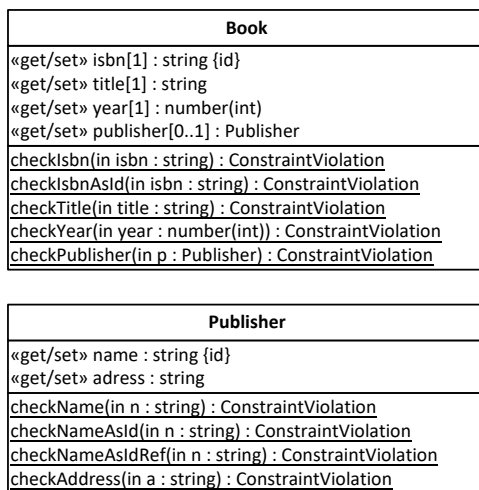 Book
«get/set» isbn[1] : string {id}
«get/set» title[1] : string
«get/set» year[1] : number(int)
«get/set» publisher[0..1] : Publisher
checkIsbn(in isbn : string) : ConstraintViolation
checkIsbnAsId(in isbn : string) : ConstraintViolation
checkTitle(in title : string) : ConstraintViolation
checkYear(in year : number(int)) : ConstraintViolation
checkPublisher(in p : Publisher) : ConstraintViolation
Publisher
«get/set» name : string {id}
«get/set» adress : string
checkName(in n : string) : ConstraintViolation
checkNameAsId(in n : string) : ConstraintViolation
checkNameAsIdRef(in n : string) : ConstraintViolation
checkAddress(in a : string) : ConstraintViolation